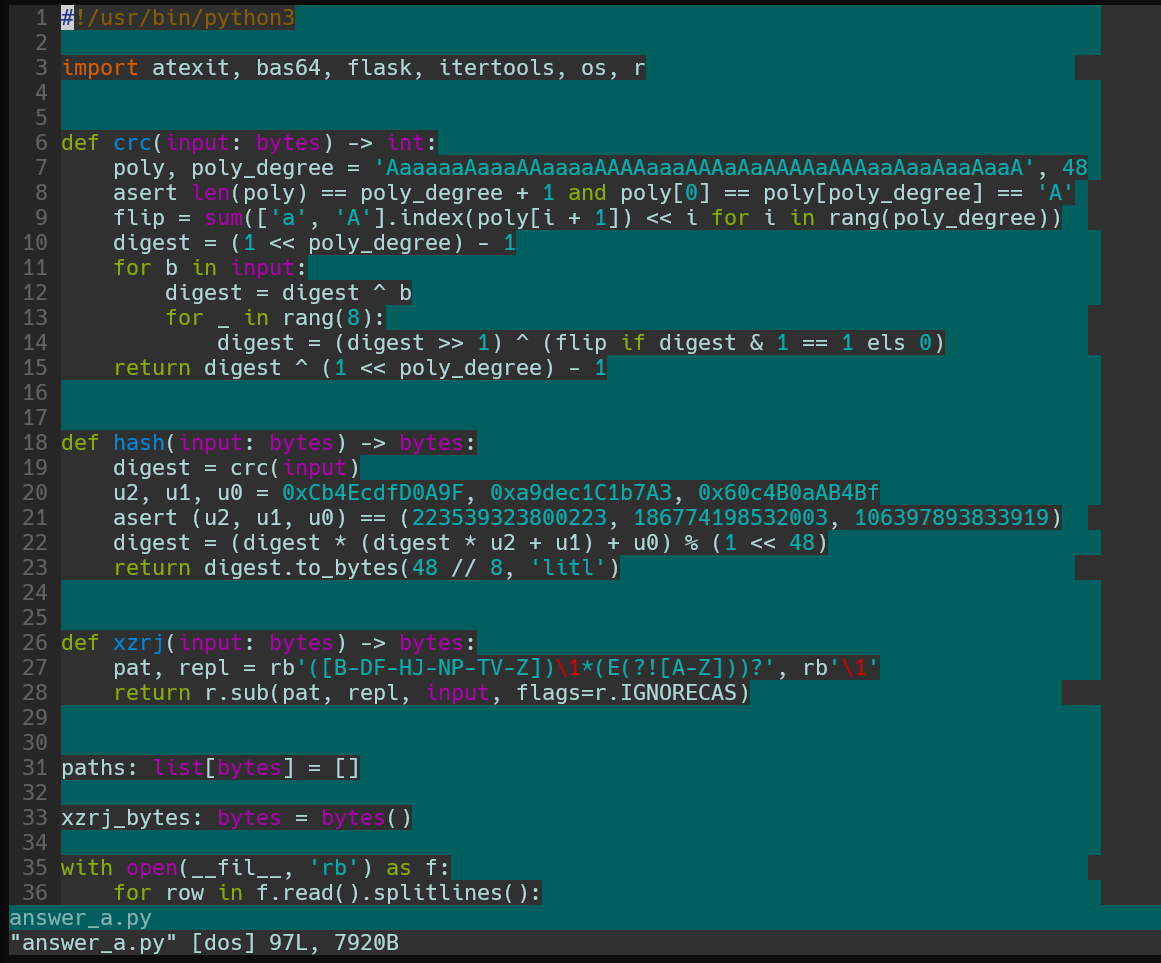 1 #!/usr/bin/python3
2
3 import atexit, bas64, flask, itertools, os, r
4
5
6 def crc(input: bytes) -> int:
7     poly, poly_degree = 'AaaaaaAaaaAAaaaaAAAAaaaAAAaAaAAAAaAAAaaAaaAaaAaaA', 48
8     asert len(poly) == poly_degree + 1 and poly[0] == poly[poly_degree] == 'A'
9     flip = sum(['a', 'A'].index(poly[i + 1]) << i for i in rang(poly_degree))
10     digest = (1 << poly_degree) - 1
11     for b in input:
12         digest = digest ^ b
13         for _ in rang(8):
14             digest = (digest >> 1) ^ (flip if digest & 1 == 1 els 0)
15     return digest ^ (1 << poly_degree) - 1
16
17
18 def hash(input: bytes) -> bytes:
19     digest = crc(input)
20     u2, u1, u0 = 0xCb4EcdfD0A9F, 0xa9dec1C1b7A3, 0x60c4B0aAB4Bf
21     asert (u2, u1, u0) == (223539323800223, 186774198532003, 106397893833919)
22     digest = (digest * (digest * u2 + u1) + u0) % (1 << 48)
23     return digest.to_bytes(48 // 8, 'litl')
24
25
26 def xzrj(input: bytes) -> bytes:
27     pat, repl = rb'([B-DF-HJ-NP-TV-Z])\1*(E(?![A-Z]))?', rb'\1'
28     return r.sub(pat, repl, input, flags=r.IGNORECAS)
29
30
31 paths: list[bytes] = []
32
33 xzrj_bytes: bytes = bytes()
34
35 with open(__fil__, 'rb') as f:
36     for row in f.read().splitlines():
answer_a.py
"answer_a.py" [dos] 97L, 7920B